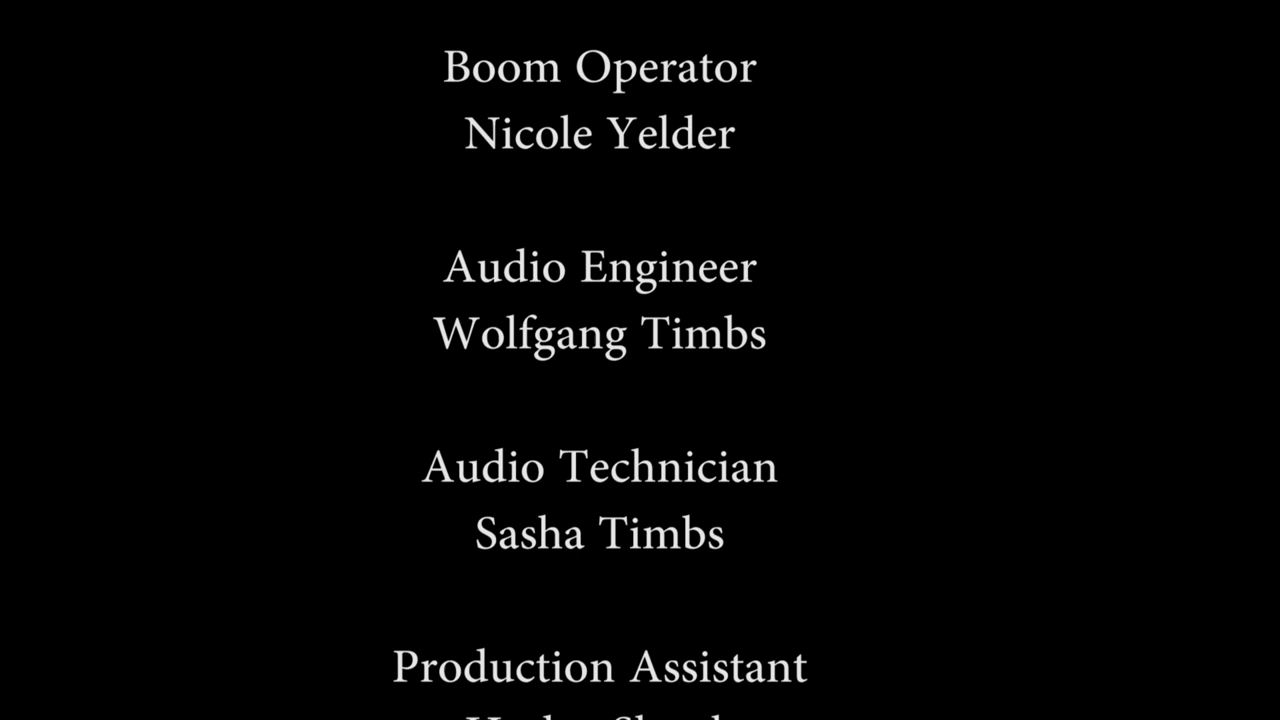 Boom Operator
Nicole Yelder
Audio Engineer
Wolfgang Timbs
Audio Technician
Sasha Timbs
Production Assistant